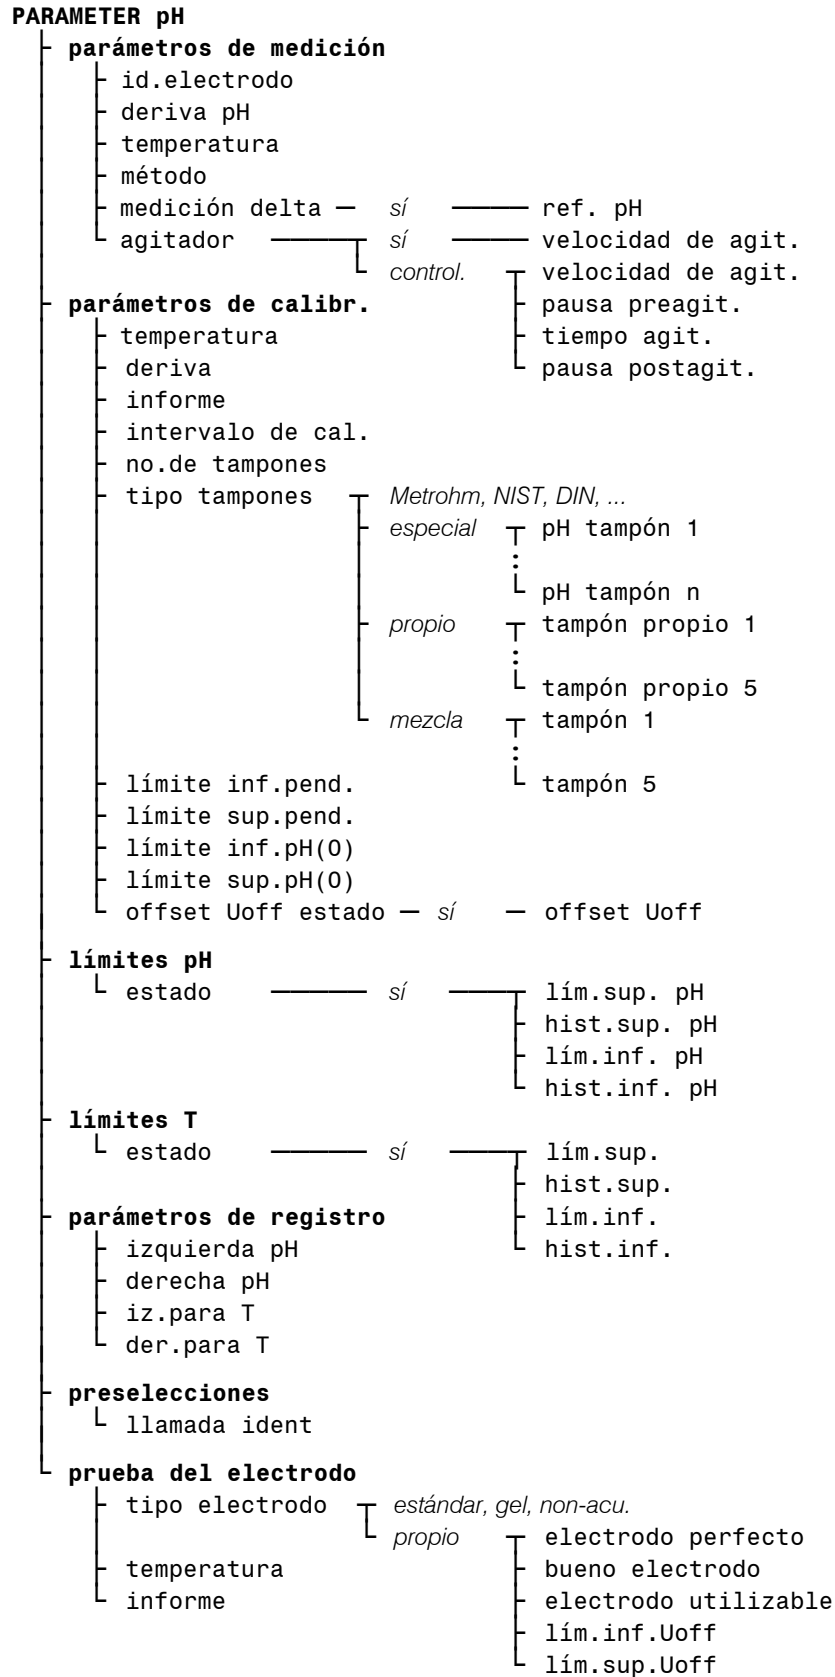 PARAMETER pH
parámetros de medición
id.electrodo
deriva pH
temperatura
método
medición delta sí ref. pH
agitador sí velocidad de agit.
control. velocidad de agit.
parámetros de calibr. pausa preagit.
temperatura tiempo agit.
deriva pausa postagit.
informe
intervalo de cal.
no.de tampones
tipo tampones Metrohm, NIST, DIN, ...
especial pH tampón 1
pH tampón n
propio tampón propio 1
tampón propio 5
mezcla tampón 1
límite inf.pend. tampón 5
límite sup.pend.
límite inf.pH(O)
límite sup.pH(O)
offset Uoff estado sí offset Uoff
límites pH
estado sí lím.sup. pH
hist.sup. pH
lím.inf. pH
hist.inf. pH
límites T
estado sí lím.sup.
hist.sup.
parámetros de registro lím.inf.
izquierda pH hist.inf.
derecha pH
iz.para T
der.para T
preselecciones
llamada ident
prueba del electrodo
tipo electrodo estándar, gel, non-acu.
propio electrodo perfecto
temperatura bueno electrodo
informe electrodo utilizable
lím.inf.Uoff
lím.sup.Uoff